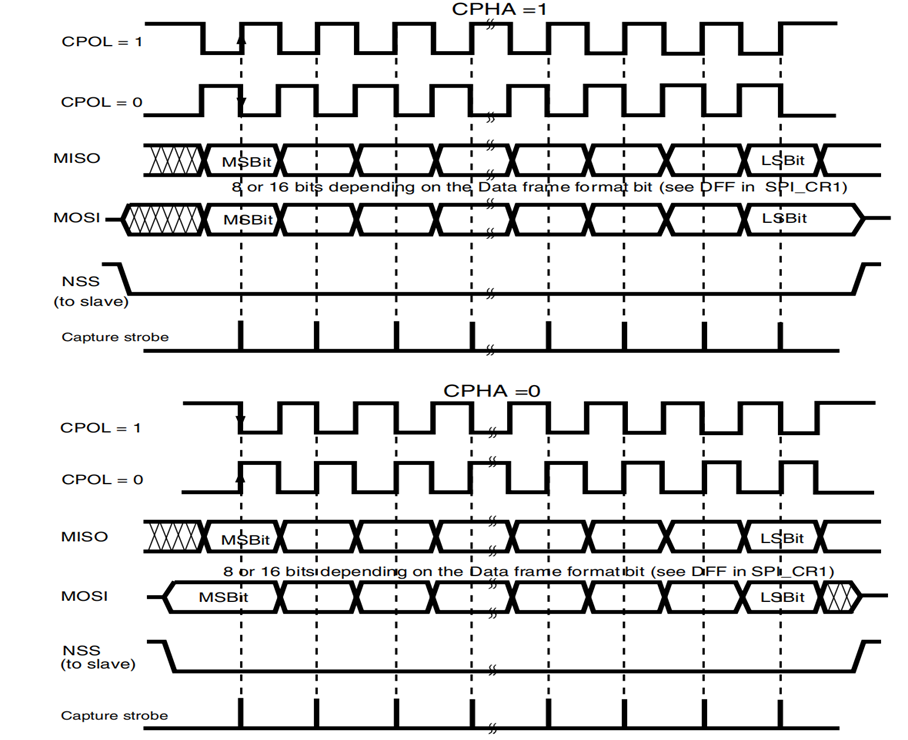 CPHA =1
CPOL = 1
CPOL = 0
MISO MSBit LSBit
8 or 16 bits depending on the Data frame format bit (see DFF in SPI_CR1)
MOSI MSBit LSBit
NSS
(to slave)
Capture strobe
CPHA =0
CPOL = 1
CPOL = 0
MISO MSBit LSBit
8 or 16 bits depending on the Data frame format bit (see DFF in SPI_CR1)
MOSI MSBit LSBit
NSS
(to slave)
Capture strobe